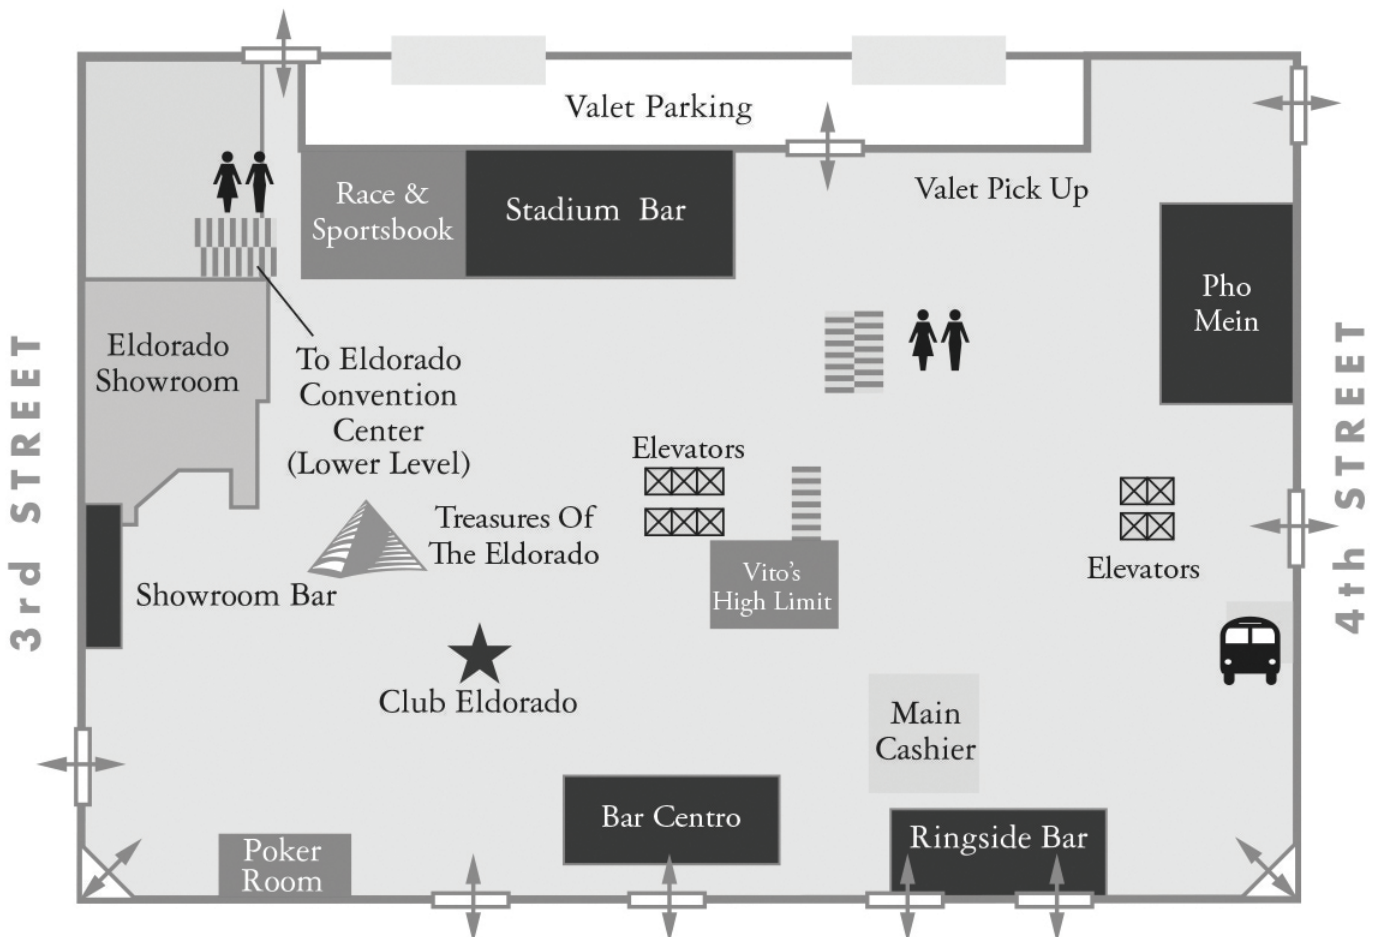 Valet Parking
Race &
Sportsbook
Stadium Bar
Valet Pick Up
Pho
Mein
Eldorado
Showroom
To Eldorado
Convention
Center
(Lower Level)
3rd STREET
4th STREET
Elevators
Treasures Of
The Eldorado
Vito's
High Limit
Elevators
Showroom Bar
Club Eldorado
Main
Cashier
Bar Centro
Ringside Bar
Poker
Room